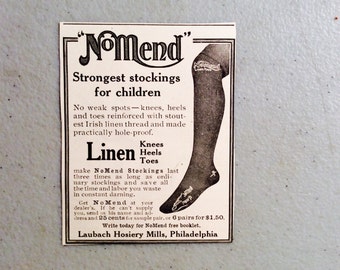 "NoMend"
Strongest stockings
for children
No weak spots—knees, heels
and toes reinforced with stout-
est Irish linen thread and made
practically hole-proof.
Linen Knees
Heels
Toes
make NoMend Stockings last
three times as long as ordi-
nary stockings and save all
the time and labor you waste
in constant darning.
Get NoMend at your
dealer's. If he can't supply
you, send us his name and ad-
dress and 25 cents for sample pair, or 6 pairs for $1.50.
Write today for NoMend free booklet.
Laubach Hosiery Mills, Philadelphia